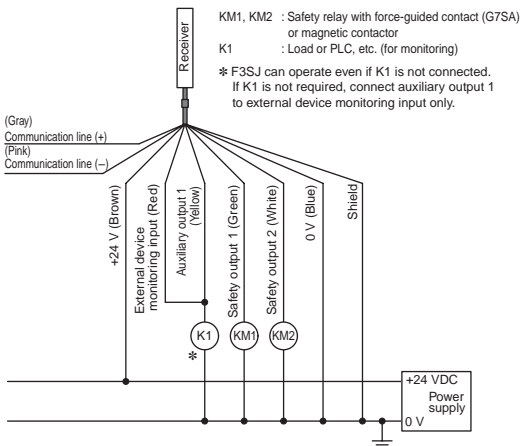 KM1, KM2 : Safety relay with force-guided contact (G7SA)
or magnetic contactor
K1 : Load or PLC, etc. (for monitoring)
✻ F3SJ can operate even if K1 is not connected.
If K1 is not required, connect auxiliary output 1
to external device monitoring input only.
Receiver
(Gray)
Communication line (+)
(Pink)
Communication line (−)
+24 V (Brown)
External device
monitoring input (Red)
Auxiliary output 1
(Yellow)
Safety output 1 (Green)
Safety output 2 (White)
0 V (Blue)
Shield
K1
KM1
KM2
✻
+24 VDC
Power
supply
0 V